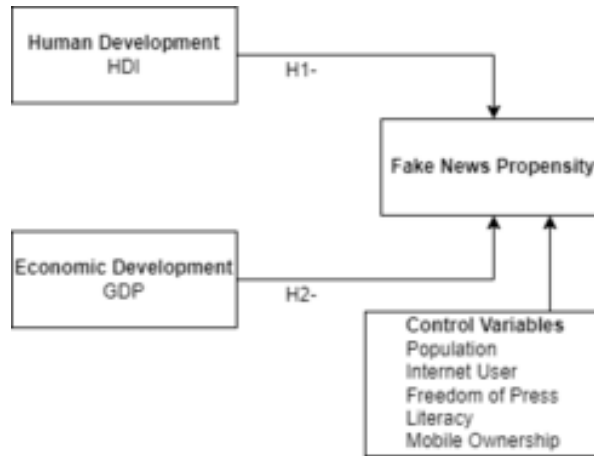 Human Development
HDI
H1-
Fake News Propensity
Economic Development
GDP
H2-
Control Variables
Population
Internet User
Freedom of Press
Literacy
Mobile Ownership